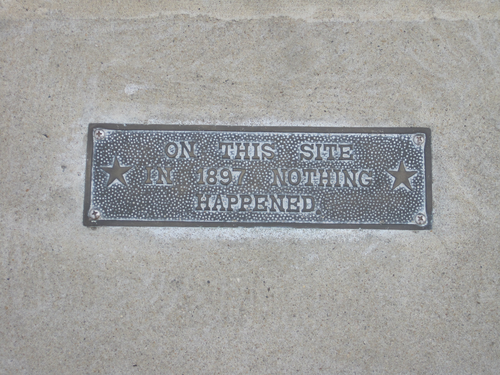 ON THIS SITE
IN 1897 NOTHING
HAPPENED.